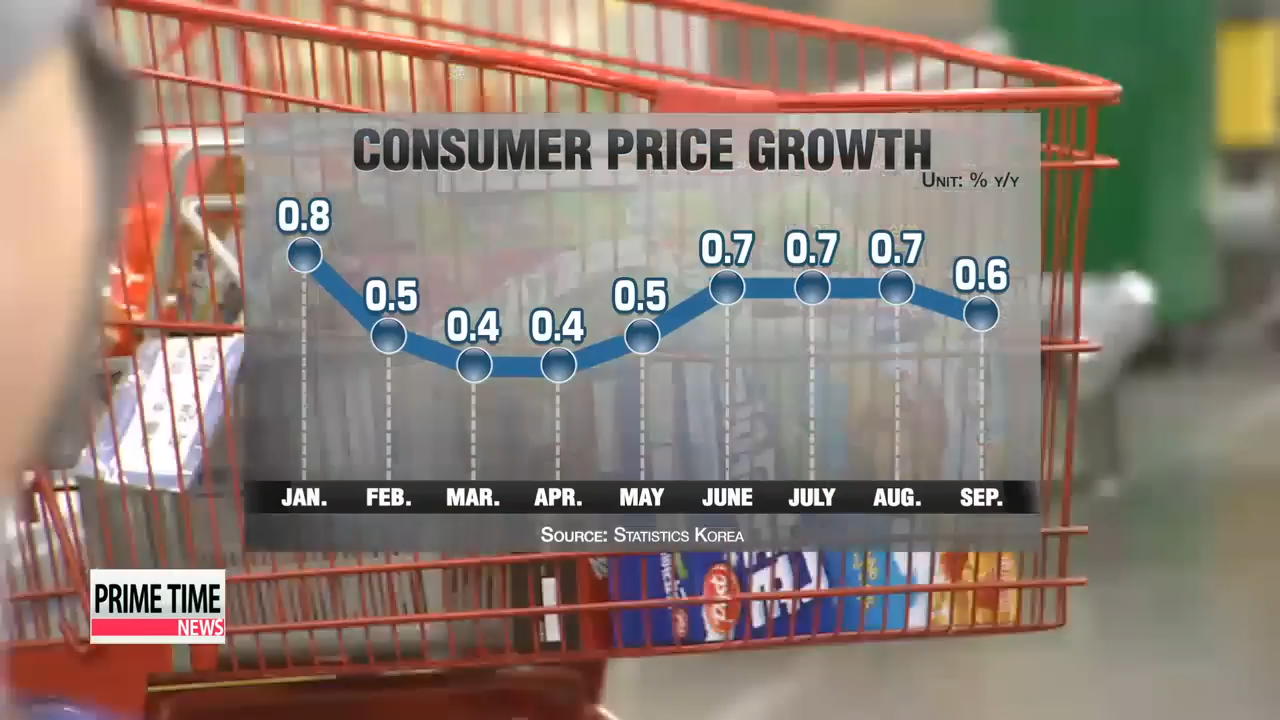 CONSUMER PRICE GROWTH
UNIT: % Y/Y
0.8
0.5
0.4
0.4
0.5
0.7
0.7
0.7
0.6
JAN. FEB. MAR. APR. MAY JUNE JULY AUG. SEP.
SOURCE: STATISTICS KOREA
PRIME TIME
NEWS